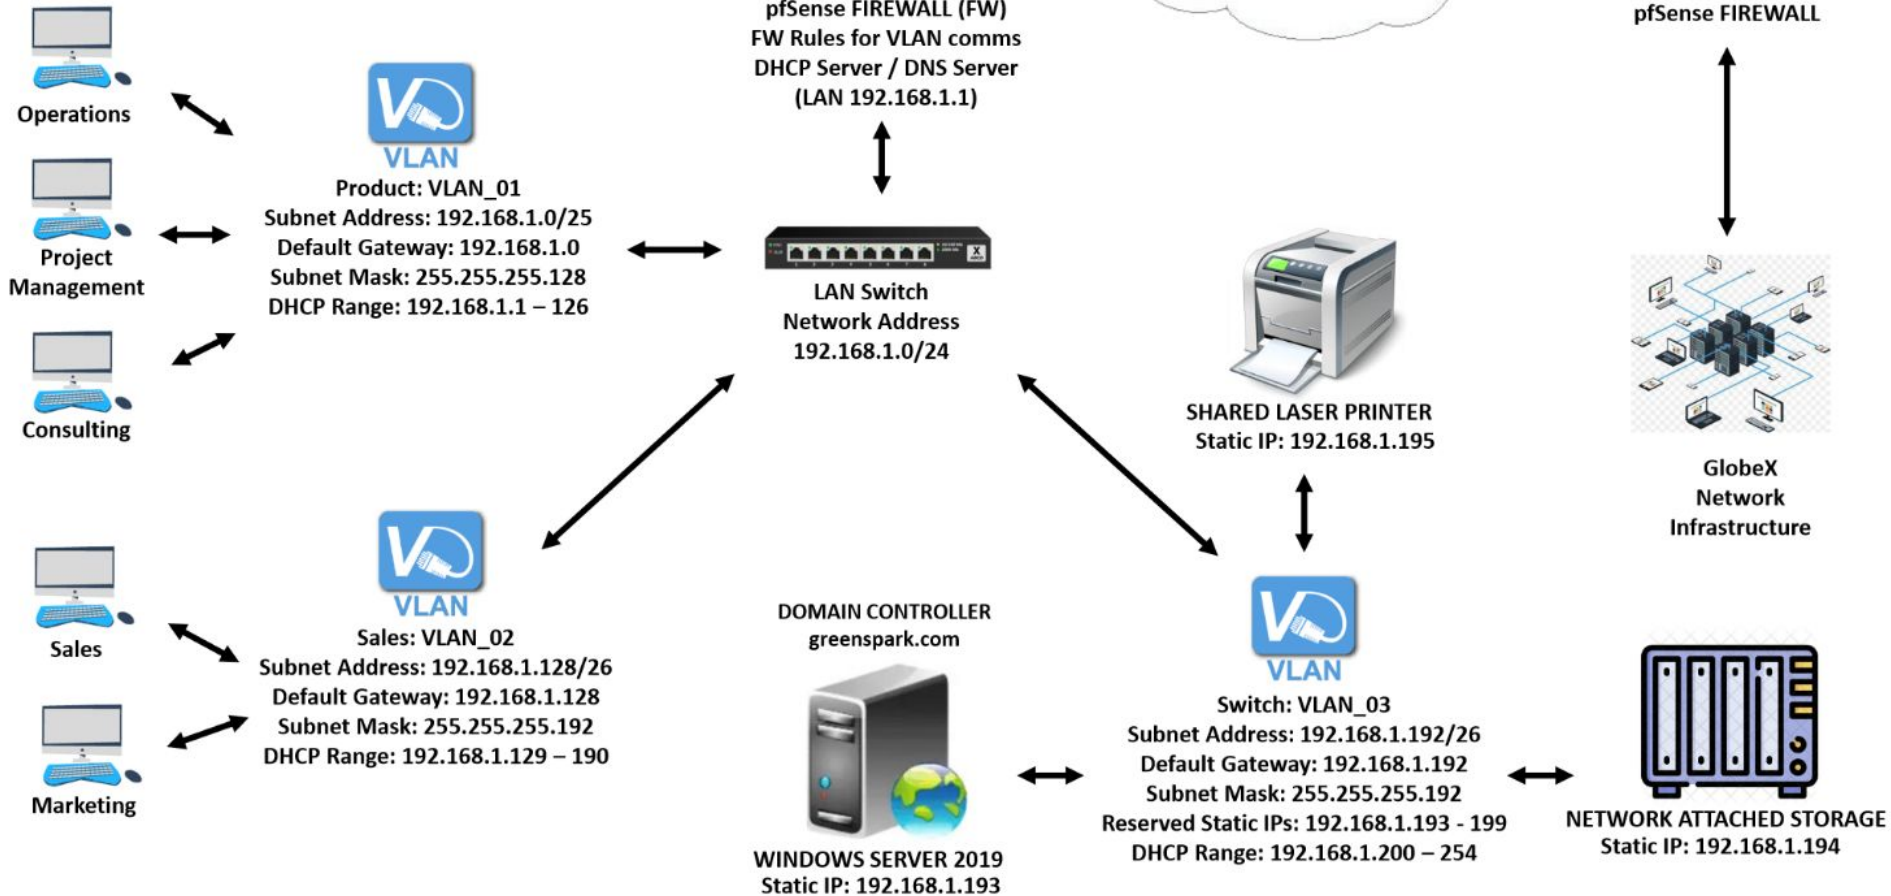 pfSense FIREWALL (FW)
FW Rules for VLAN comms
DHCP Server / DNS Server
(LAN 192.168.1.1)
pfSense FIREWALL
Operations
Project
Management
Consulting
VLAN
Product: VLAN_01
Subnet Address: 192.168.1.0/25
Default Gateway: 192.168.1.0
Subnet Mask: 255.255.255.128
DHCP Range: 192.168.1.1 – 126
LAN Switch
Network Address
192.168.1.0/24
SHARED LASER PRINTER
Static IP: 192.168.1.195
GlobeX
Network
Infrastructure
Sales
Marketing
VLAN
Sales: VLAN_02
Subnet Address: 192.168.1.128/26
Default Gateway: 192.168.1.128
Subnet Mask: 255.255.255.192
DHCP Range: 192.168.1.129 – 190
DOMAIN CONTROLLER
greenspark.com
WINDOWS SERVER 2019
Static IP: 192.168.1.193
VLAN
Switch: VLAN_03
Subnet Address: 192.168.1.192/26
Default Gateway: 192.168.1.192
Subnet Mask: 255.255.255.192
Reserved Static IPs: 192.168.1.193 - 199
DHCP Range: 192.168.1.200 – 254
NETWORK ATTACHED STORAGE
Static IP: 192.168.1.194